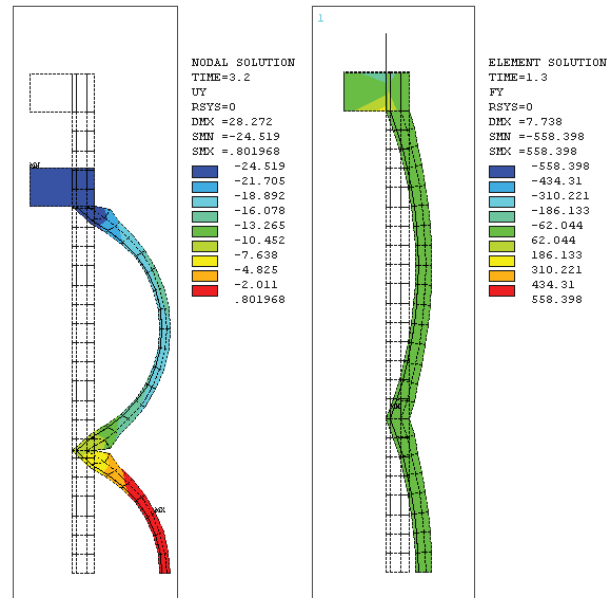 NODAL SOLUTION
TIME=3.2
UY
RSYS=0
DMX =28.272
SMN =-24.519
SMX =.801968
-24.519
-21.705
-18.892
-16.078
-13.265
-10.452
-7.638
-4.825
-2.011
.801968
MX
1
ELEMENT SOLUTION
TIME=1.3
FY
RSYS=0
DMX =7.738
SMN =-558.398
SMX =558.398
-558.398
-434.31
-310.221
-186.133
-62.044
62.044
186.133
310.221
434.31
558.398